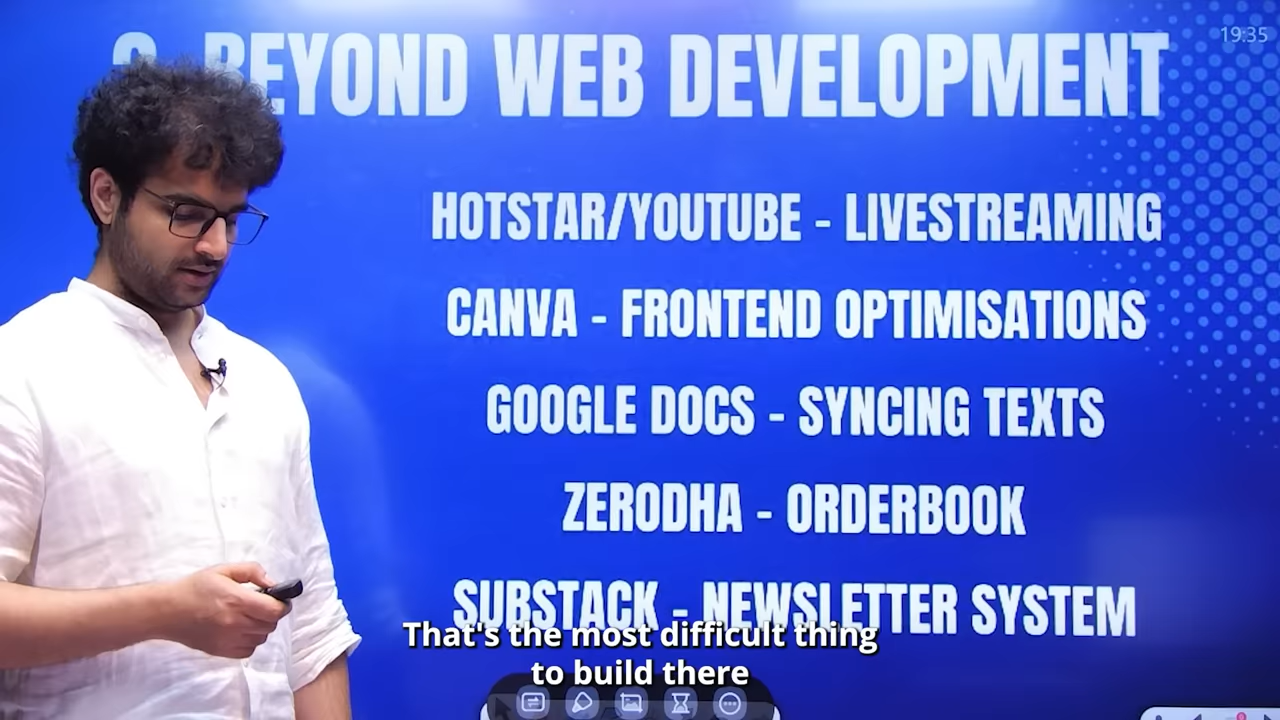 19:35
BEYOND WEB DEVELOPMENT
HOTSTAR/YOUTUBE - LIVESTREAMING
CANVA - FRONTEND OPTIMISATIONS
GOOGLE DOCS - SYNCING TEXTS
ZERODHA - ORDERBOOK
SUBSTACK - NEWSLETTER SYSTEM
That's the most difficult thing
to build there